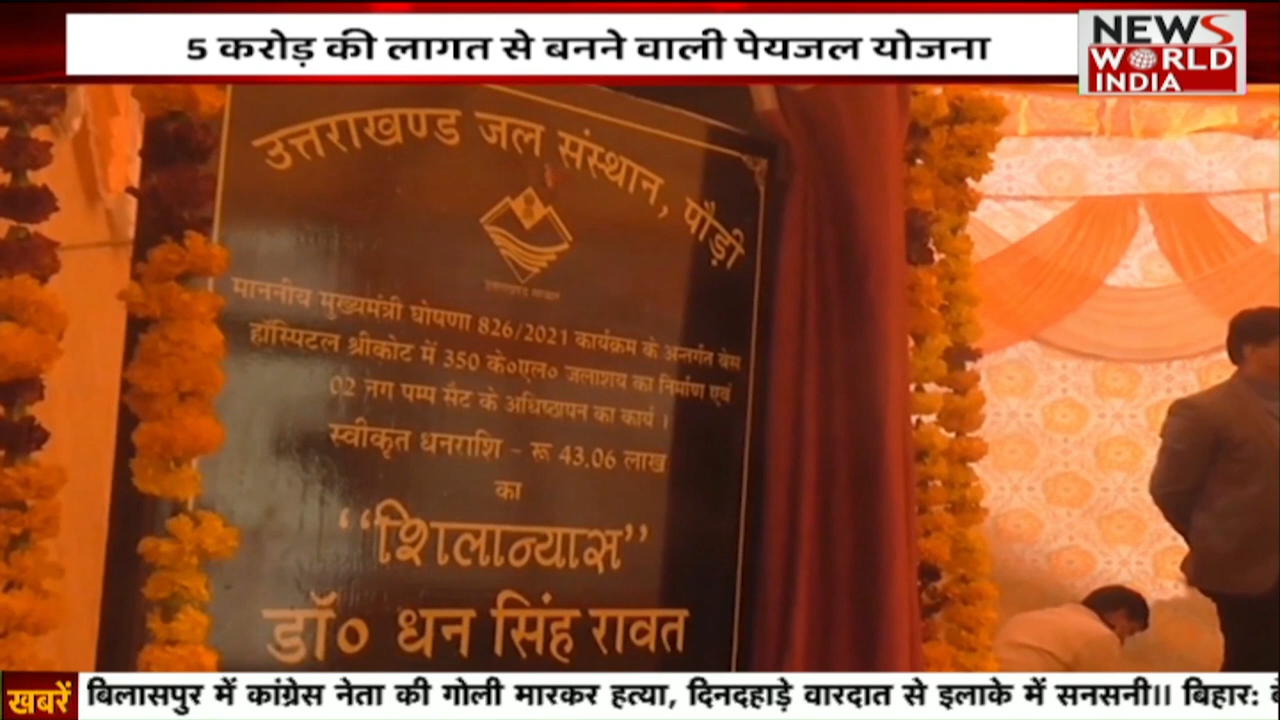 5 करोड़ की लागत से बनने वाली पेयजल योजना
NEWS
WORLD
INDIA
उत्तराखण्ड जल संस्थान, पौड़ी
माननीय मुख्यमंत्री घोषणा 826/2021 कार्यक्रम के अन्तर्गत बेस
हॉस्पिटल श्रीकोट में 350 के०एल० जलाशय का निर्माण एवं
02 नग पम्प सैट के अधिष्ठापन का कार्य ।
स्वीकृत धनराशि - रू 43.06 लाख
का
“शिलान्यास”
डॉ० धन सिंह रावत
खबरें
बिलासपुर में कांग्रेस नेता की गोली मारकर हत्या, दिनदहाड़े वारदात से इलाके में सनसनी।। बिहार: